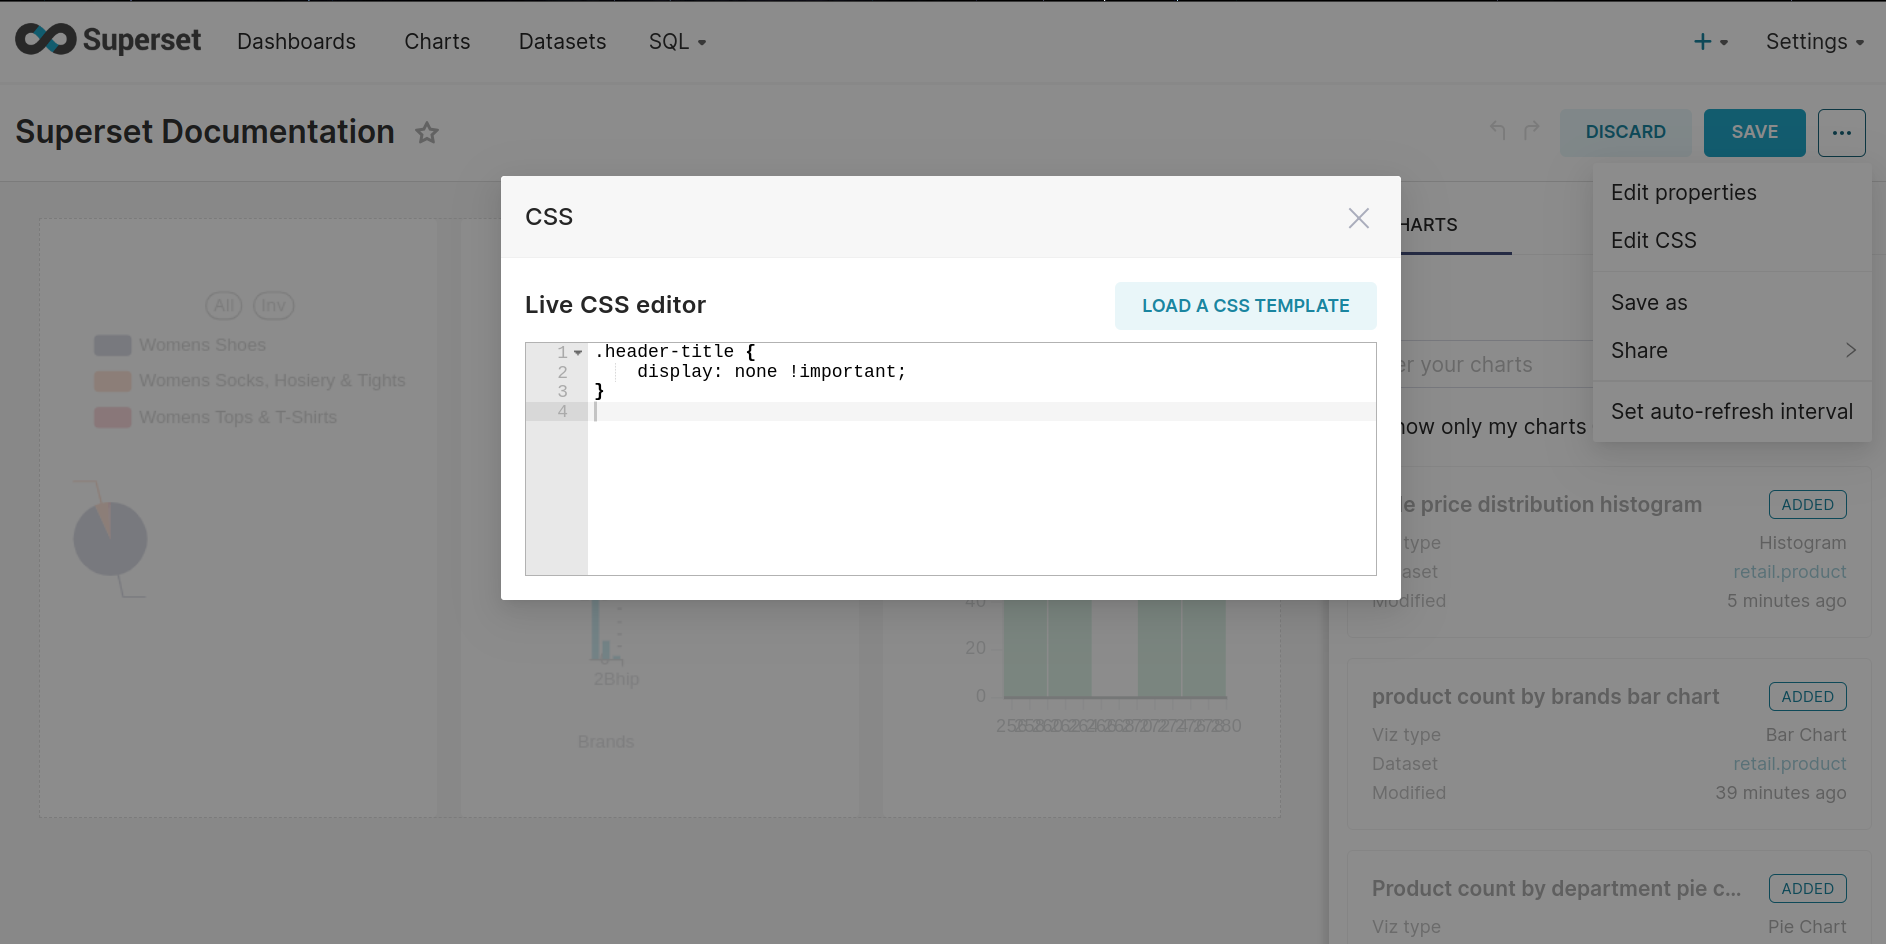 Superset Dashboards Charts Datasets SQL Settings
Superset Documentation
DISCARD SAVE
Edit properties
Edit CSS
Save as
Share
Set auto-refresh interval
CSS
Live CSS editor LOAD A CSS TEMPLATE
1 .header-title {
2 display: none !important;
3 }
4
All Inv
Womens Shoes
Womens Socks, Hosiery & Tights
Womens Tops & T-Shirts
2Bhip
Brands
40
20
0
HARTS
er your charts
how only my charts
le price distribution histogram ADDED
type Histogram
aset retail.product
Modified 5 minutes ago
product count by brands bar chart ADDED
Viz type Bar Chart
Dataset retail.product
Modified 39 minutes ago
Product count by department pie c... ADDED
Viz type Pie Chart